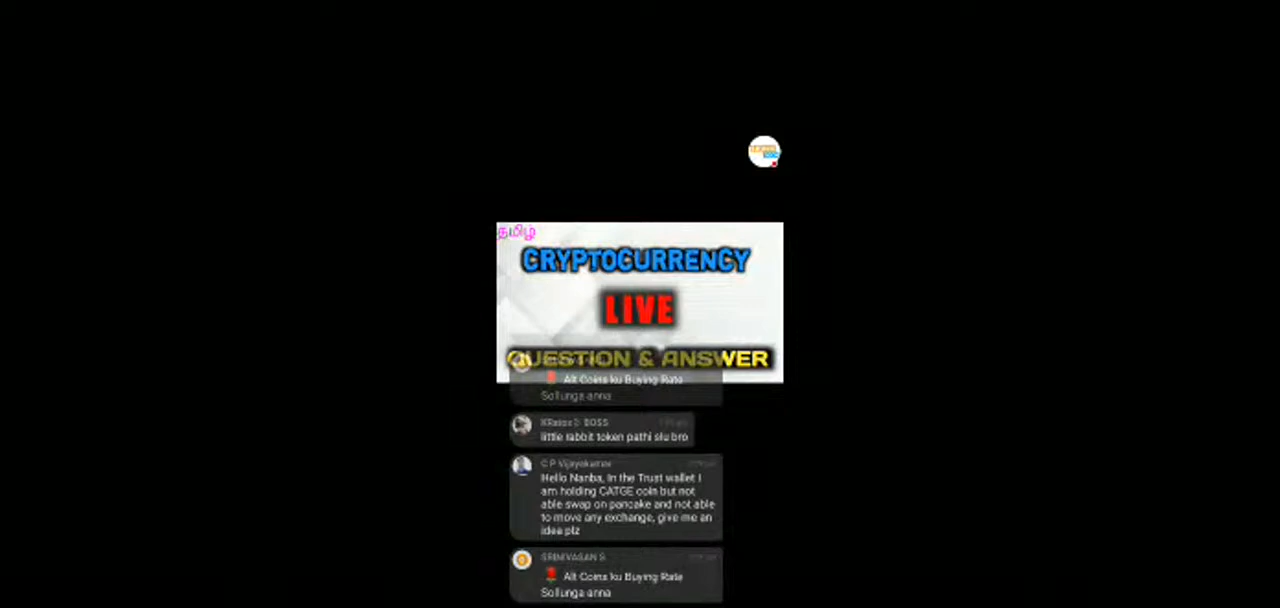 தமிழ்
CRYPTOCURRENCY
LIVE
QUESTION & ANSWER
Alt Coins ku Buying Rate
Sollunga anna
BOSS
little rabbit token pathi slu bro
C P Vijayakumar
Hello Nanba, In the Trust wallet I
am holding CATGE coin but not
able swap on pancake and not able
to move any exchange, give me an
idea plz
SRINIVASAN S
Alt Coins ku Buying Rate
Sollunga anna